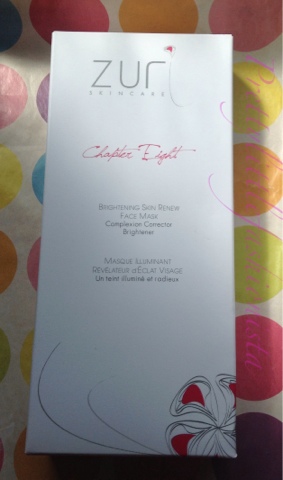 zuri
SKINCARE
Chapter Eight
BRIGHTENING SKIN RENEW
FACE MASK
Complexion Corrector
Brightener
MASQUE ILLUMINANT
RÉVÉLATEUR D'ÉCLAT VISAGE
Un teint illuminé et radieux